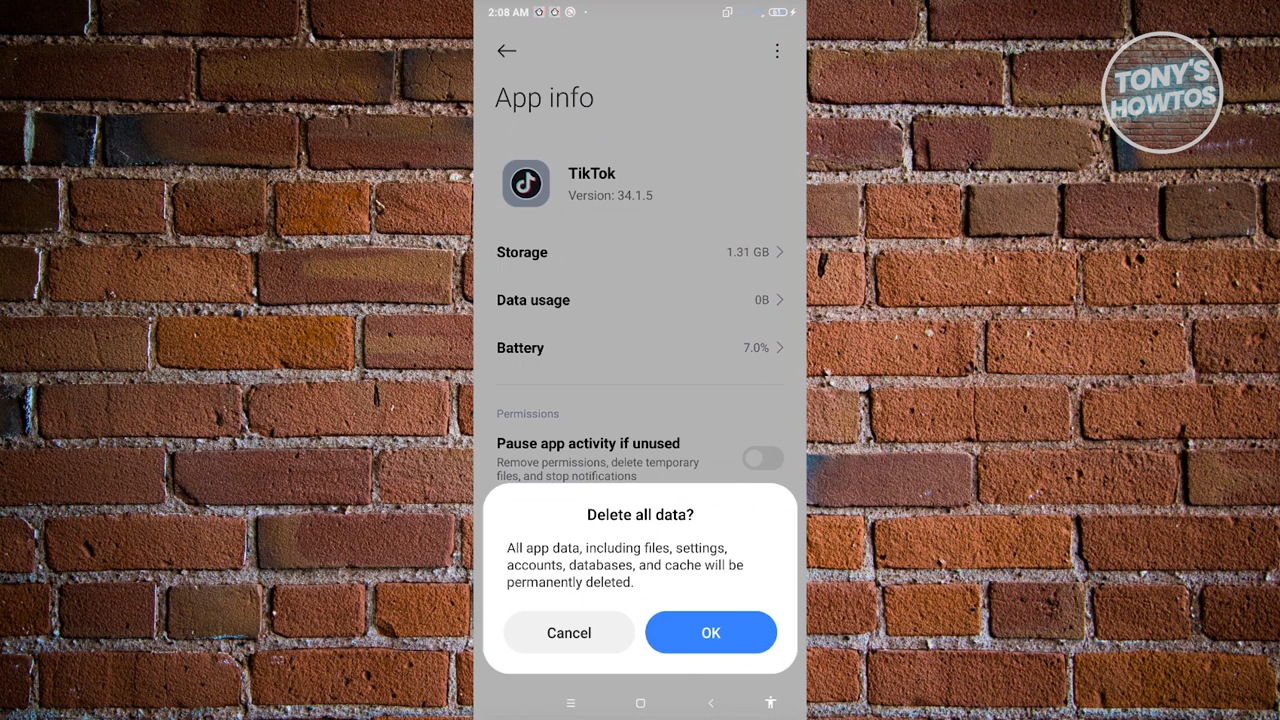 2:08 AM
TONY'S
HOWTOS
App info
TikTok
Version: 34.1.5
Storage
1.31 GB
Data usage
0B
Battery
7.0%
Permissions
Pause app activity if unused
Remove permissions, delete temporary
files, and stop notifications
Delete all data?
All app data, including files, settings,
accounts, databases, and cache will be
permanently deleted.
Cancel
OK